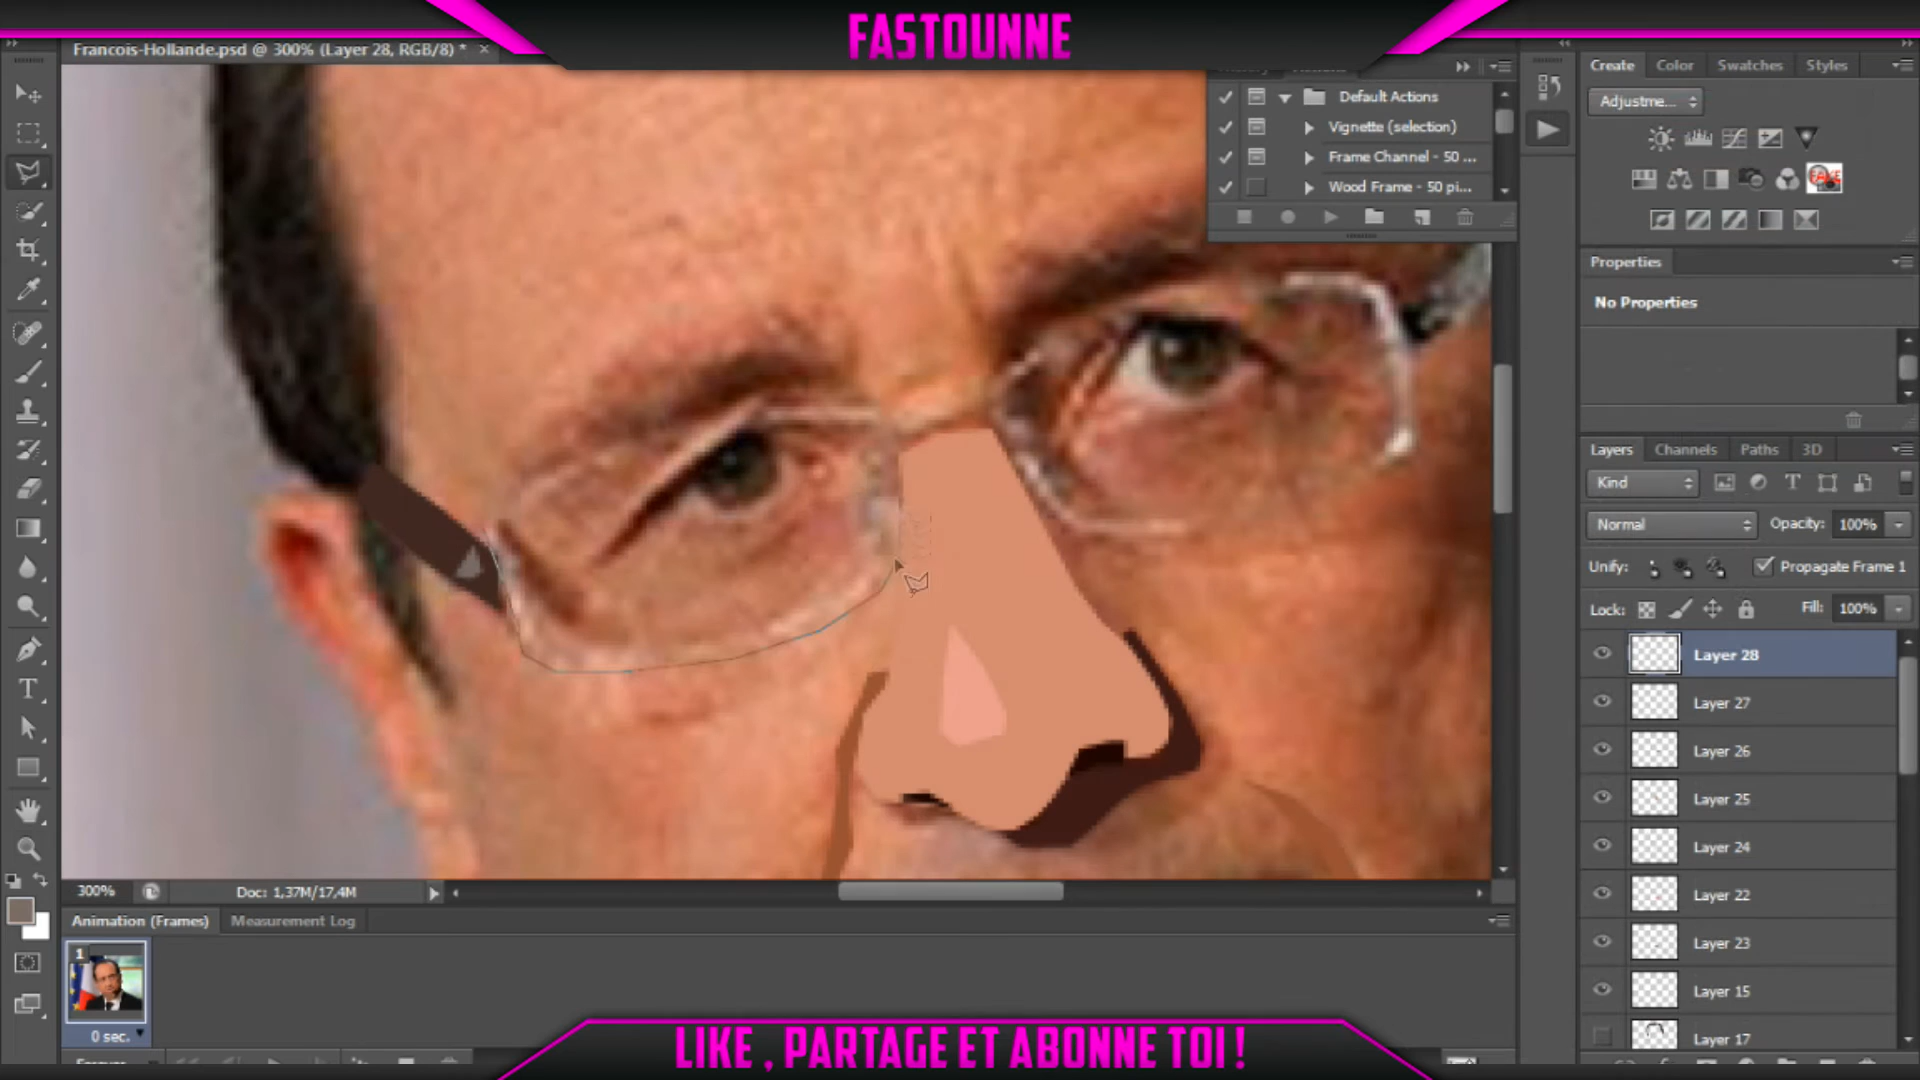 FASTOUNNE
Francois-Hollande.psd @ 300% (Layer 28, RGB/8) *
Create
Color
Swatches
Styles
Default Actions
Vignette (selection)
Frame Channel - 50 ...
Wood Frame - 50 pi...
Adjustme...
Properties
No Properties
Layers
Channels
Paths
3D
Kind
Normal
Opacity: 100%
Unify:
Propagate Frame 1
Lock:
Fill: 100%
Layer 28
Layer 27
Layer 26
Layer 25
Layer 24
Layer 22
Layer 23
Layer 15
Layer 17
300%
Doc: 1,37M/17,4M
Animation (Frames)
Measurement Log
1
0 sec.
LIKE , PARTAGE ET ABONNE TOI !